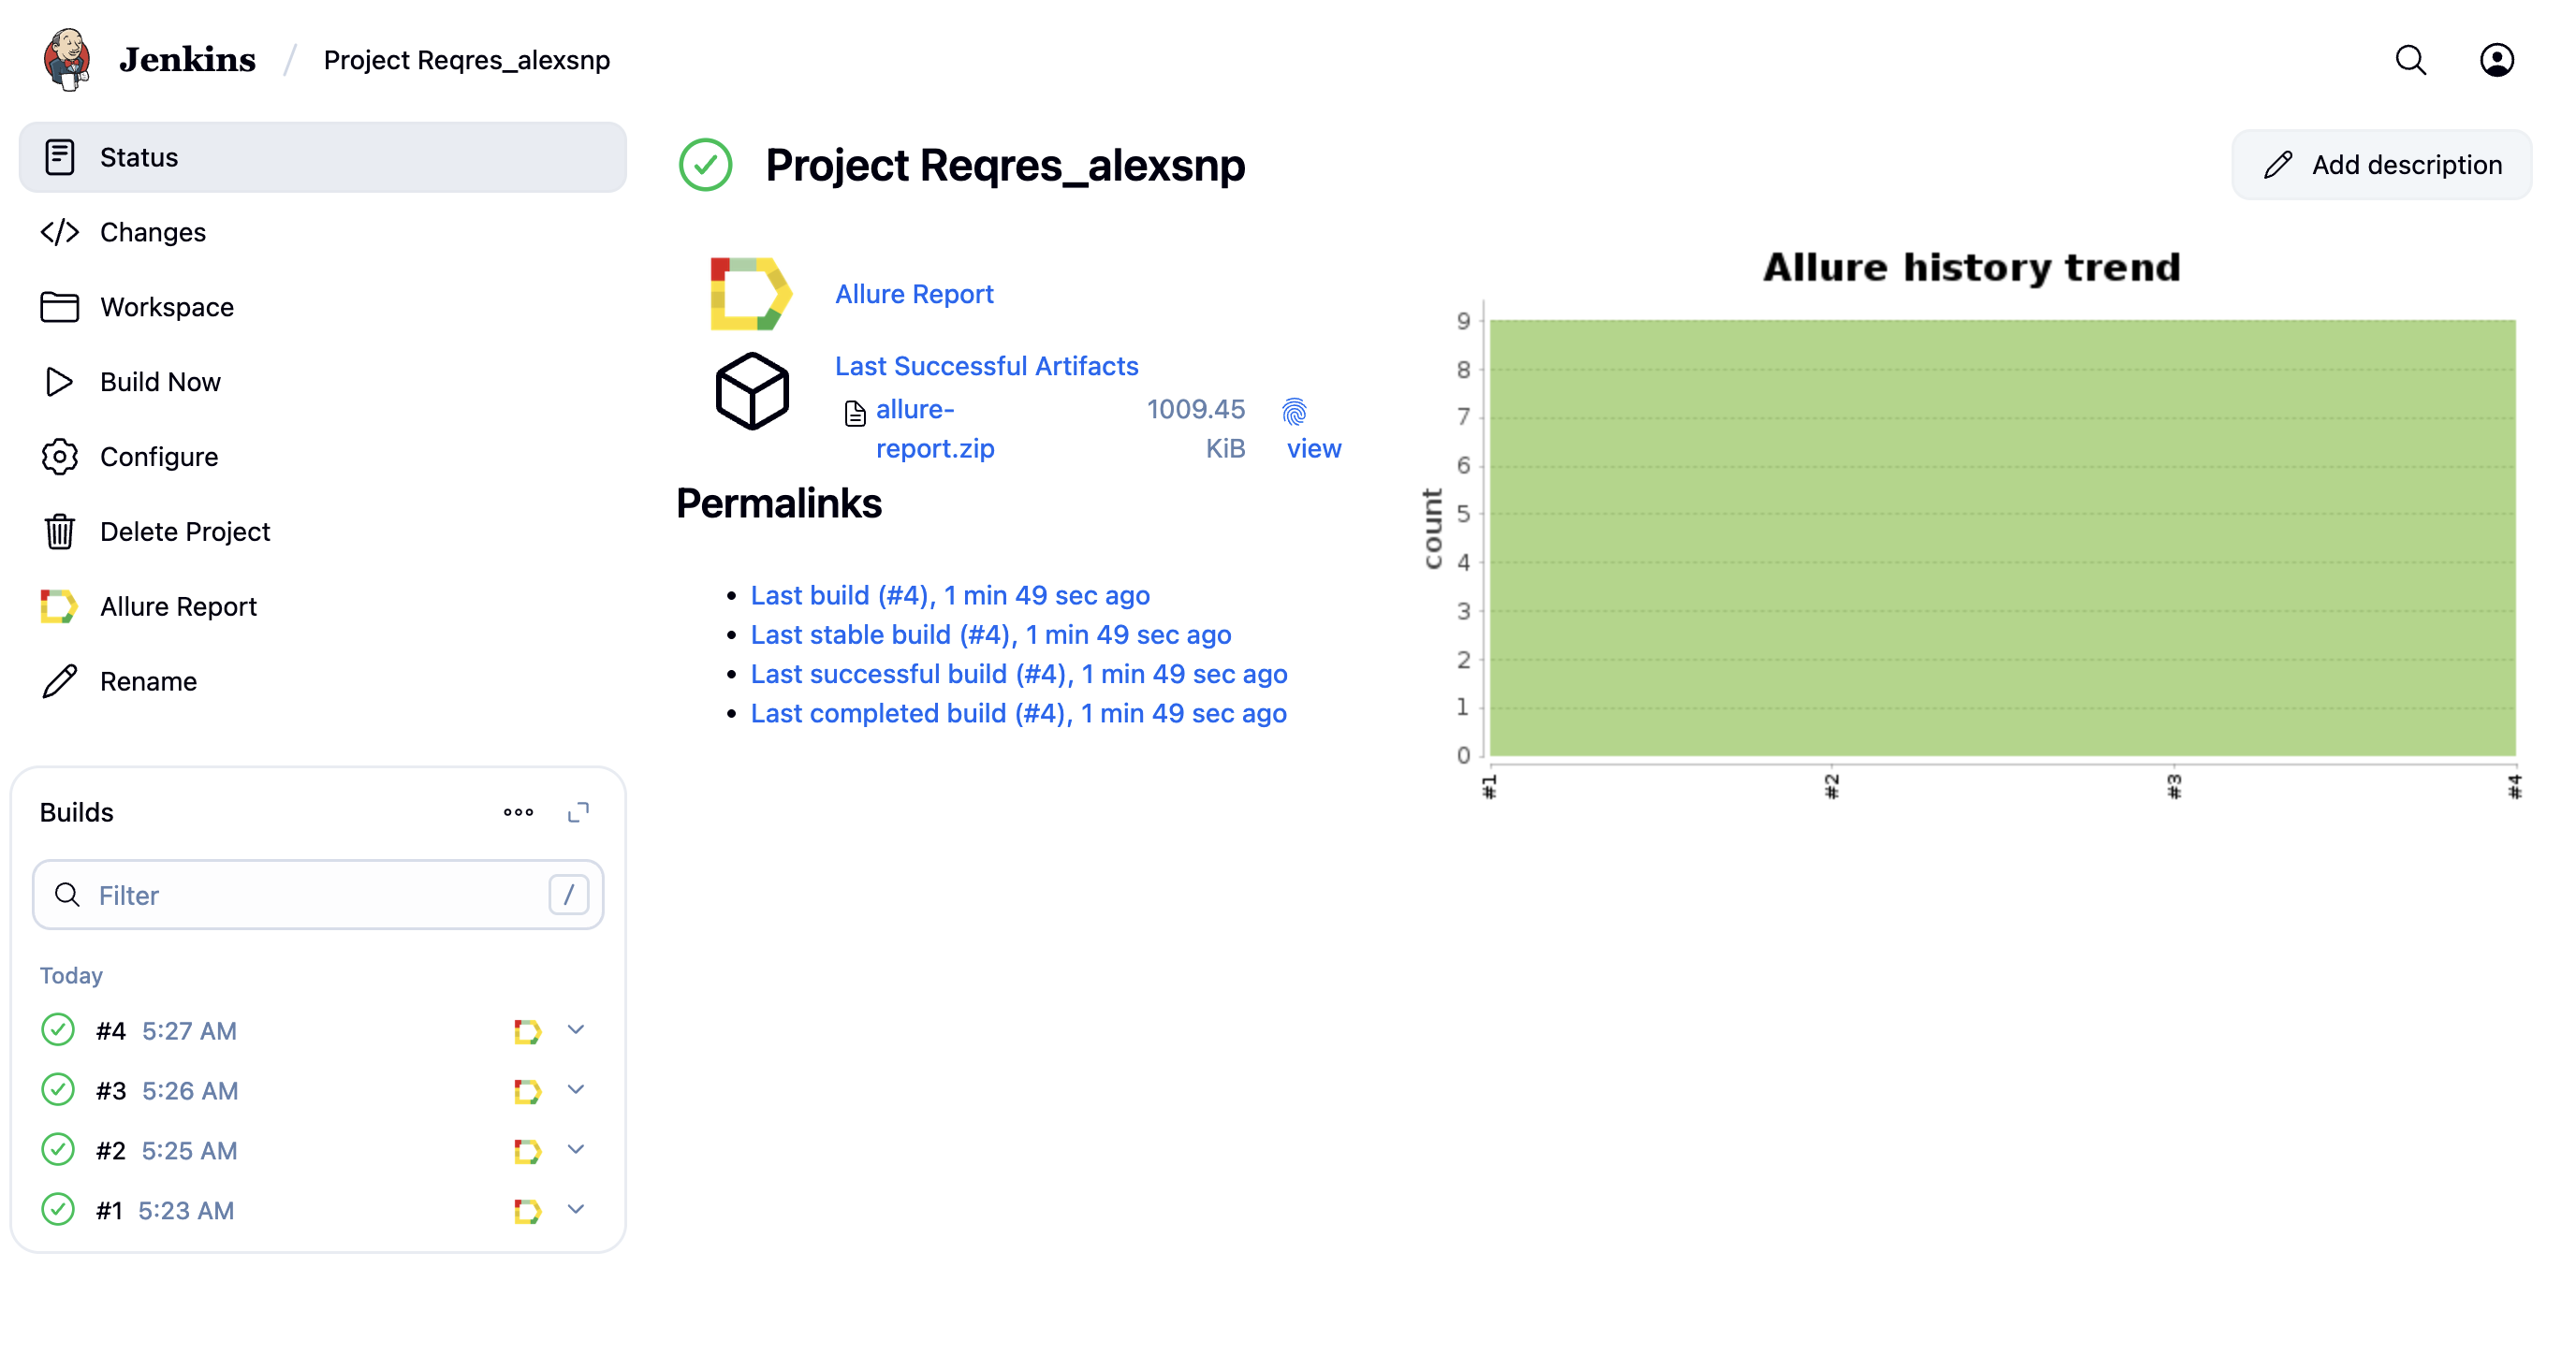 Jenkins / Project Reqres_alexsnp
Status
Changes
Workspace
Build Now
Configure
Delete Project
Allure Report
Rename
Builds
Filter /
Today
#4 5:27 AM
#3 5:26 AM
#2 5:25 AM
#1 5:23 AM
Project Reqres_alexsnp
Add description
Allure Report
Last Successful Artifacts
allure- 1009.45
report.zip KiB view
Permalinks
Last build (#4), 1 min 49 sec ago
Last stable build (#4), 1 min 49 sec ago
Last successful build (#4), 1 min 49 sec ago
Last completed build (#4), 1 min 49 sec ago
Allure history trend
count
9
8
7
6
5
4
3
2
1
0
#1 #2 #3 #4